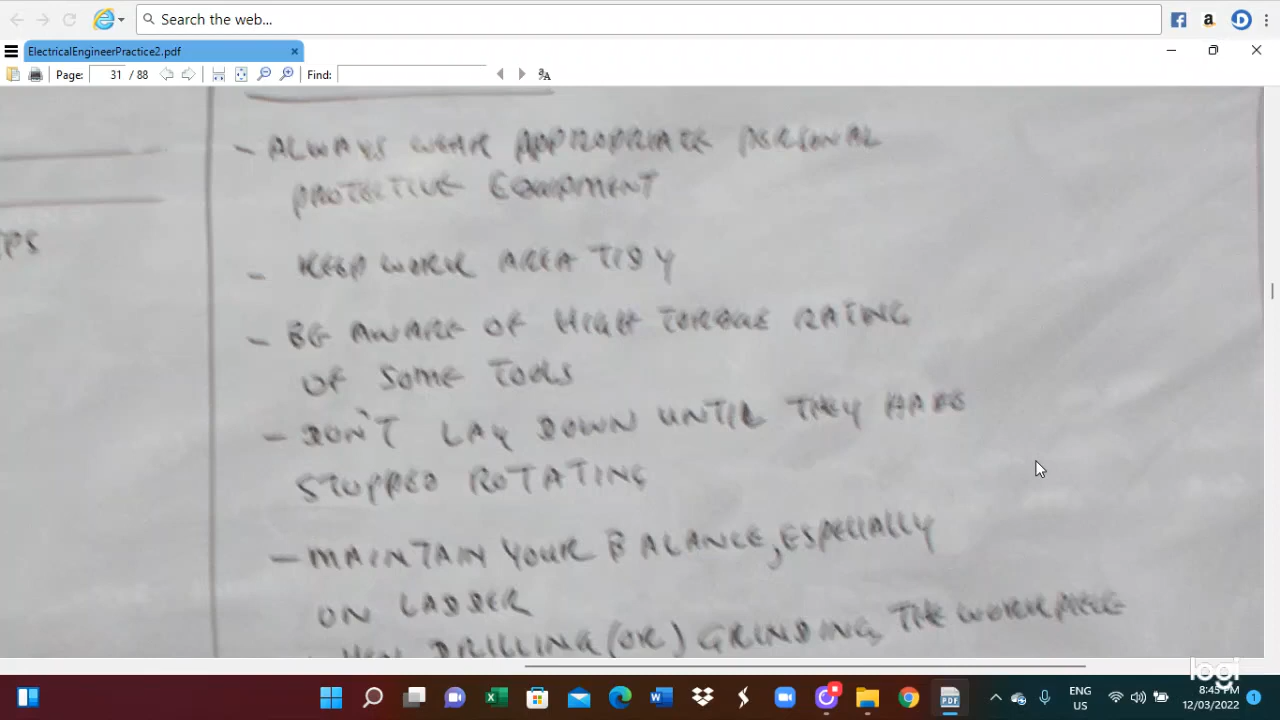 Search the web...
ElectricalEngineerPractice2.pdf
Page: 31 / 88 Find:
- ALWAYS WEAR APPROPRIATE PERSONAL
PROTECTIVE EQUIPMENT
- KEEP WORK AREA TIDY
- BE AWARE OF HIGH TORQUE RATING
OF SOME TOOLS
- DON'T LAY DOWN UNTIL THEY HAVE
STOPPED ROTATING
- MAINTAIN YOUR BALANCE, ESPECIALLY
ON LADDER
DRILLING (OR) GRINDING, THE WORKPIECE
logi
ENG
US
8:45 PM
12/03/2022